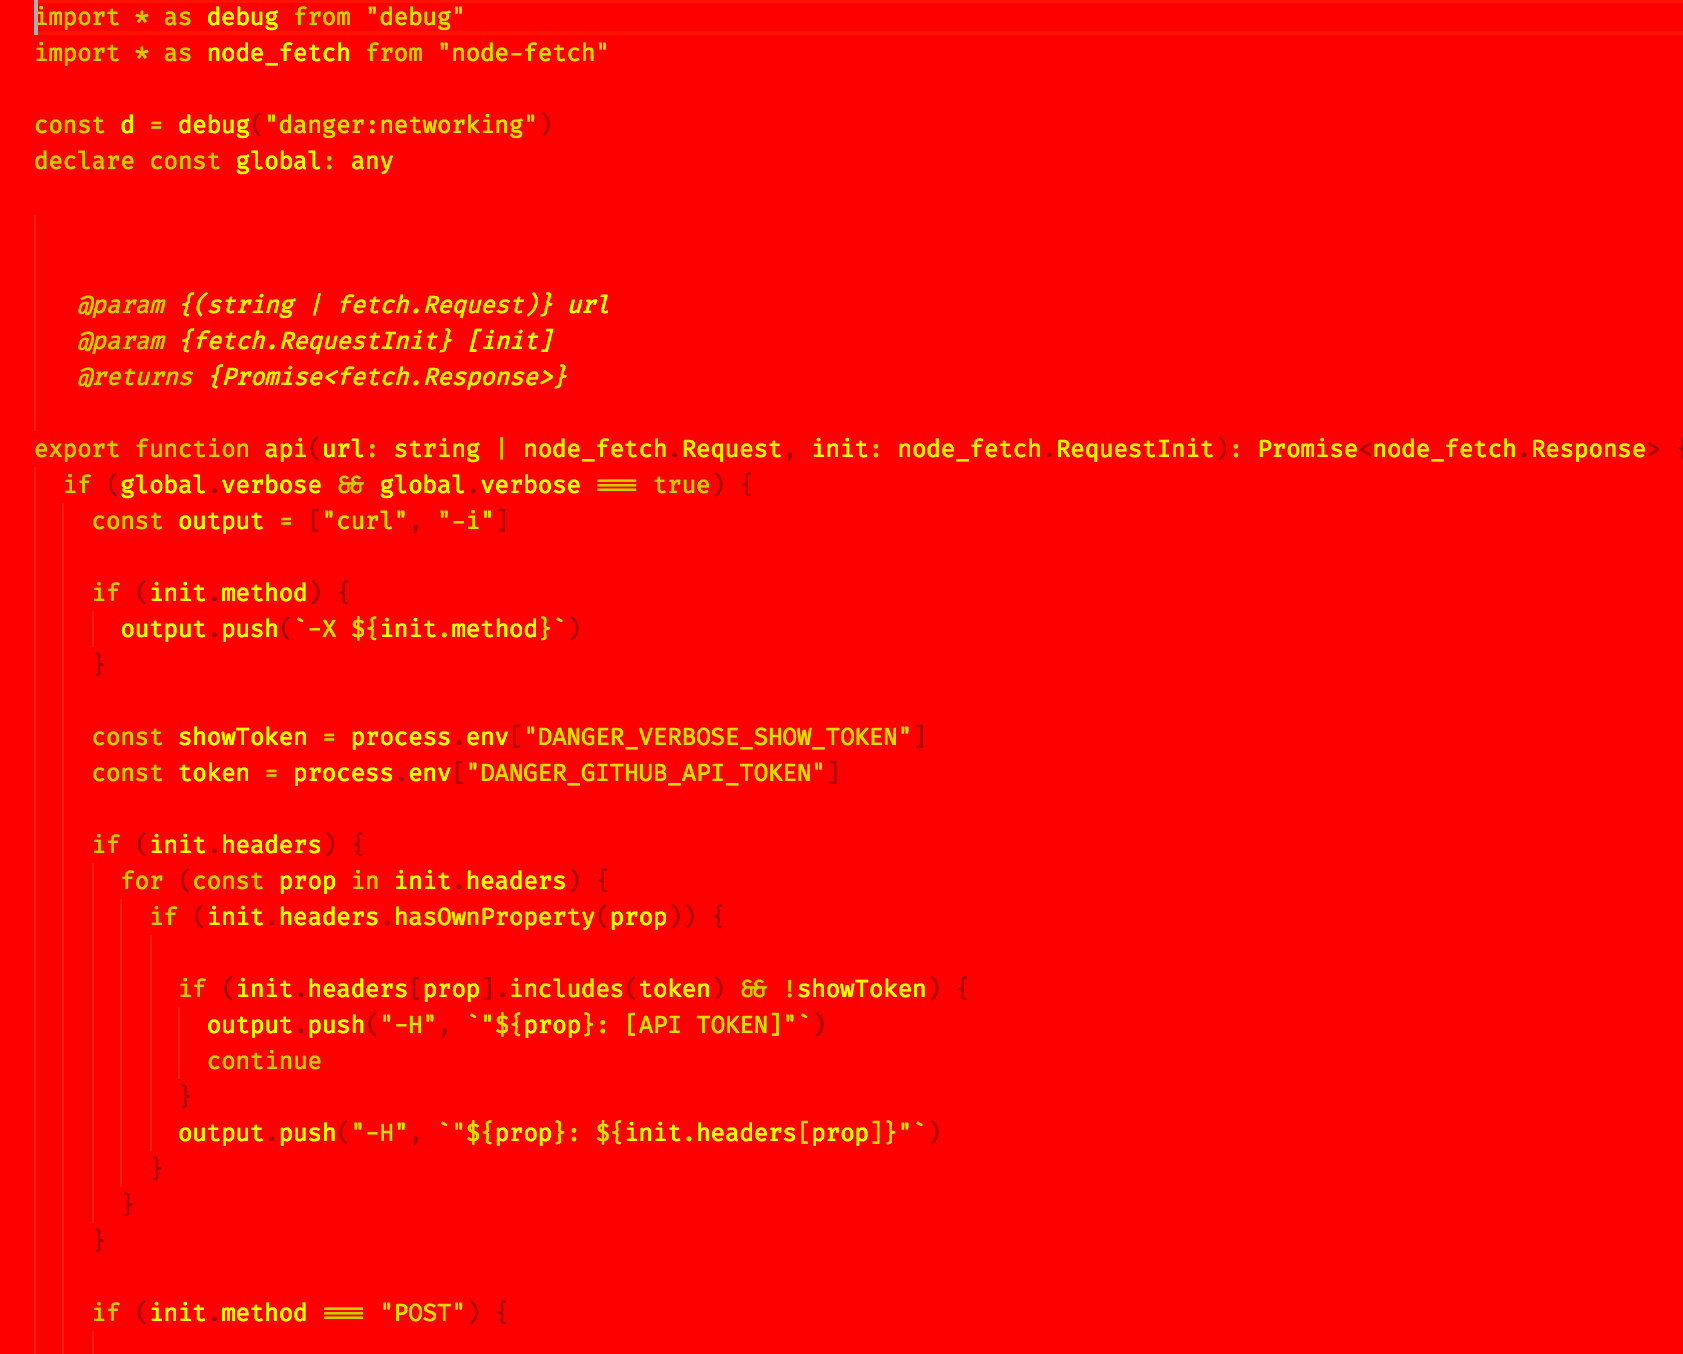 import * as debug from "debug"
import * as node_fetch from "node-fetch"
const d = debug("danger:networking")
declare const global: any
@param {(string | fetch.Request)} url
@param {fetch.RequestInit} [init]
@returns {Promise<fetch.Response>}
export function api(url: string | node_fetch.Request, init: node_fetch.RequestInit): Promise<node_fetch.Response> {
if (global.verbose && global.verbose === true) {
const output = ["curl", "-i"]
if (init.method) {
output.push(`-X ${init.method}`)
}
const showToken = process.env["DANGER_VERBOSE_SHOW_TOKEN"]
const token = process.env["DANGER_GITHUB_API_TOKEN"]
if (init.headers) {
for (const prop in init.headers) {
if (init.headers.hasOwnProperty(prop)) {
if (init.headers[prop].includes(token) && !showToken) {
output.push("-H", `"${prop}: [API TOKEN]"`)
continue
}
output.push("-H", `"${prop}: ${init.headers[prop]}"`)
}
}
}
if (init.method === "POST") {